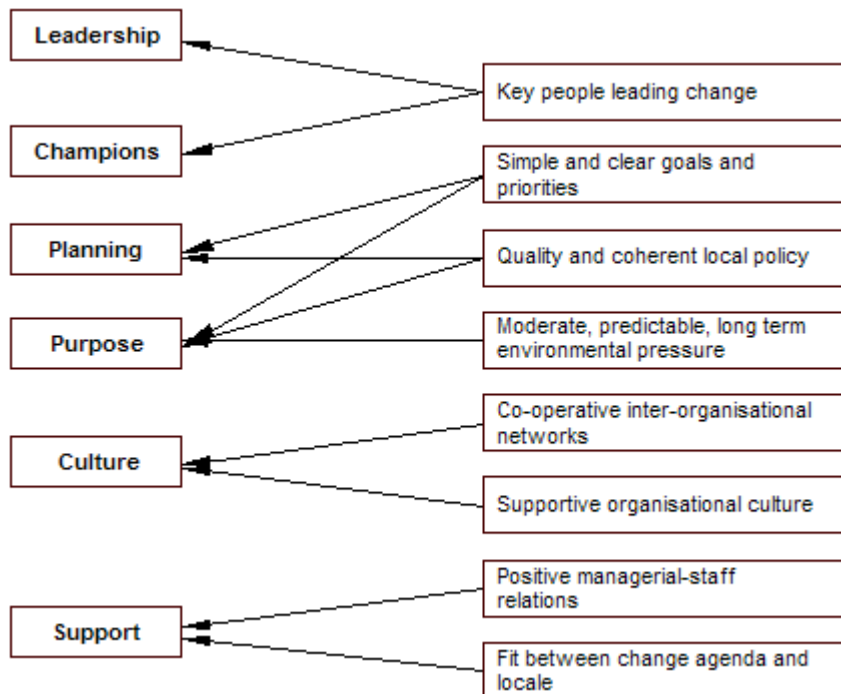 Leadership
Key people leading change
Champions
Simple and clear goals and
priorities
Planning
Quality and coherent local policy
Purpose
Moderate, predictable, long term
environmental pressure
Co-operative inter-organisational
networks
Culture
Supportive organisational culture
Positive managerial-staff
relations
Support
Fit between change agenda and
locale